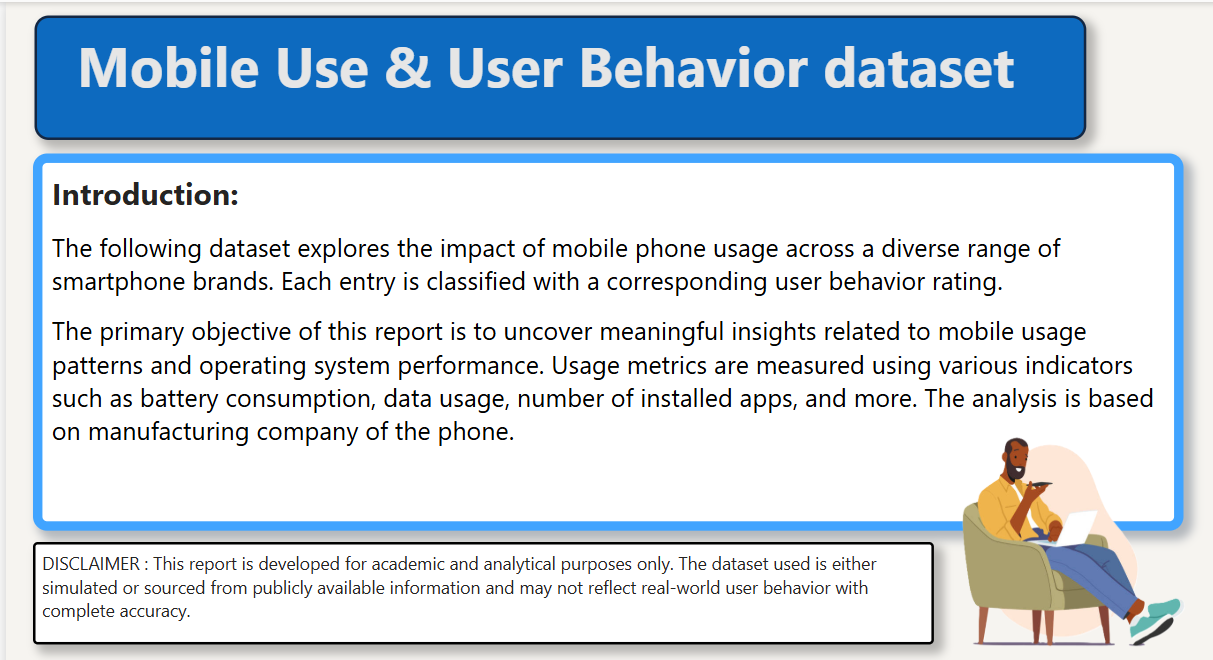 Mobile Use & User Behavior dataset
Introduction:
The following dataset explores the impact of mobile phone usage across a diverse range of
smartphone brands. Each entry is classified with a corresponding user behavior rating.
The primary objective of this report is to uncover meaningful insights related to mobile usage
patterns and operating system performance. Usage metrics are measured using various indicators
such as battery consumption, data usage, number of installed apps, and more. The analysis is based
on manufacturing company of the phone.
DISCLAIMER : This report is developed for academic and analytical purposes only. The dataset used is either
simulated or sourced from publicly available information and may not reflect real-world user behavior with
complete accuracy.